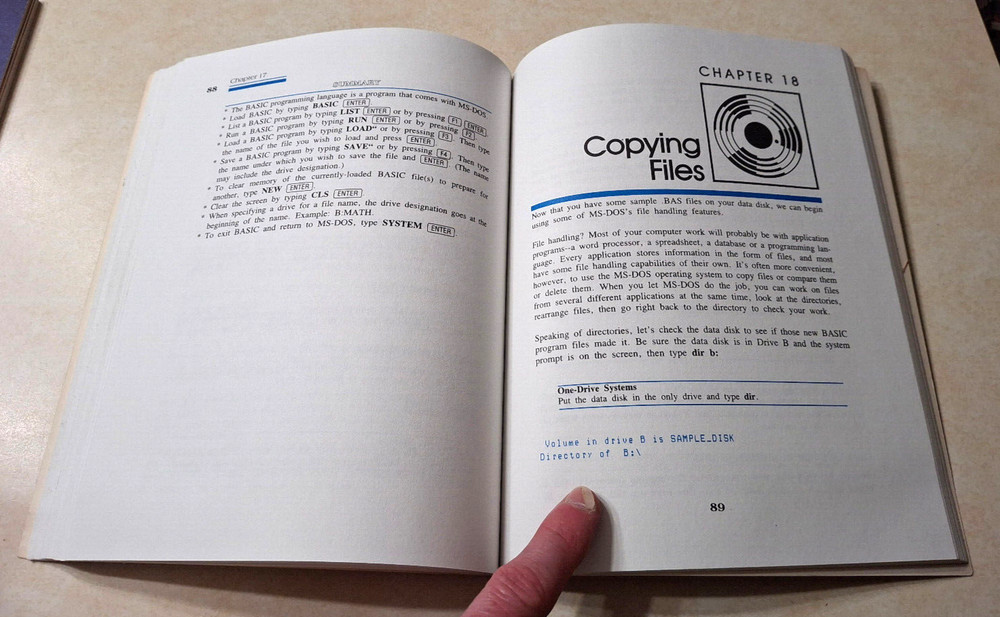 88
Chapter 17
SUMMARY
* The BASIC programming language is a program that comes with MS-DOS.
* Load BASIC by typing BASIC ENTER.
* List a BASIC program by typing LIST ENTER or by pressing F1 ENTER.
* Run a BASIC program by typing RUN ENTER or by pressing F2.
* Load a BASIC program by typing LOAD" or by pressing F3. Then type
the name of the file you wish to load and press ENTER.
* Save a BASIC program by typing SAVE" or by pressing F4. Then type
the name under which you wish to save the file and ENTER. (The name
may include the drive designation.)
* To clear memory of the currently-loaded BASIC file(s) to prepare for
another, type NEW ENTER.
* Clear the screen by typing CLS ENTER.
* When specifying a drive for a file name, the drive designation goes at the
beginning of the name. Example: B:MATH.
* To exit BASIC and return to MS-DOS, type SYSTEM ENTER.
CHAPTER 18
Copying
Files
Now that you have some sample .BAS files on your data disk, we can begin
using some of MS-DOS's file handling features.
File handling? Most of your computer work will probably be with application
programs--a word processor, a spreadsheet, a database or a programming lan-
guage. Every application stores information in the form of files, and most
have some file handling capabilities of their own. It's often more convenient,
however, to use the MS-DOS operating system to copy files or compare them
or delete them. When you let MS-DOS do the job, you can work on files
from several different applications at the same time, look at the directories,
rearrange files, then go right back to the directory to check your work.
Speaking of directories, let's check the data disk to see if those new BASIC
program files made it. Be sure the data disk is in Drive B and the system
prompt is on the screen, then type dir b:
One-Drive Systems
Put the data disk in the only drive and type dir.
Volume in drive B is SAMPLE_DISK
Directory of B:\
89